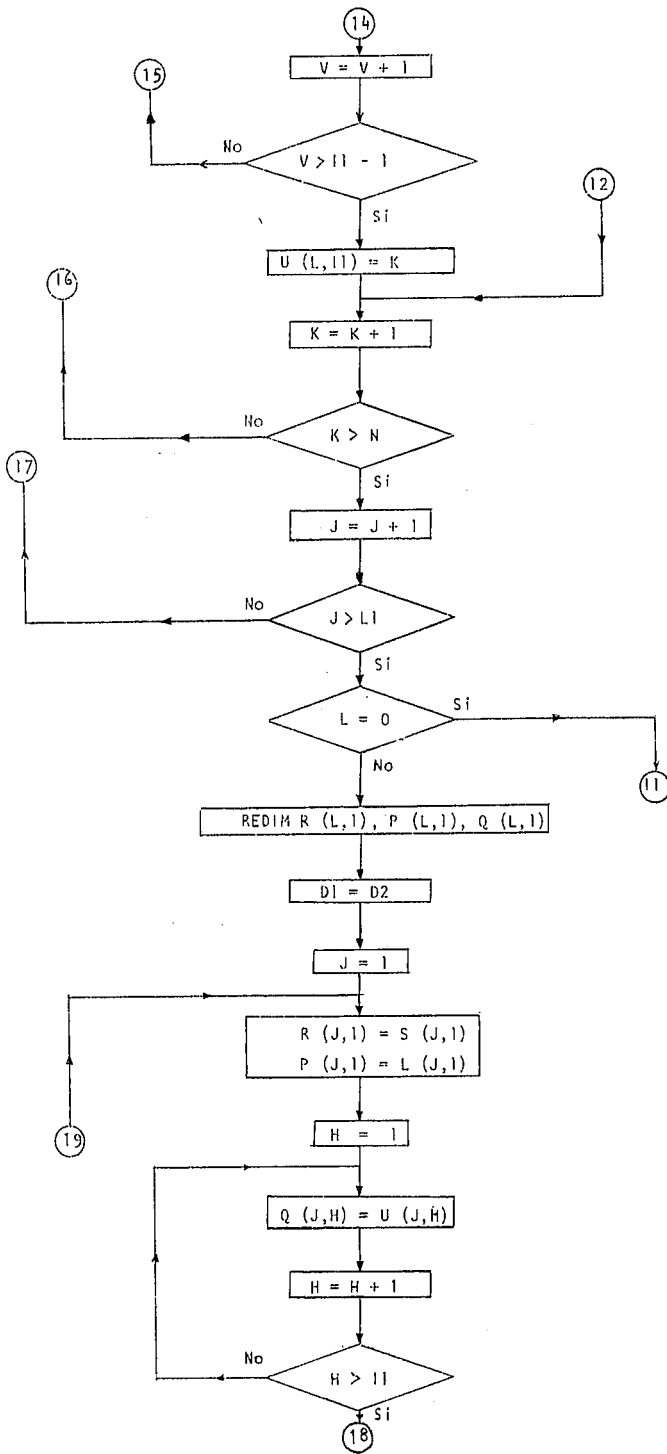 14
V = V + 1
15
No
V > I1 - 1
12
Si
U (L,I1) = K
16
K = K + 1
No
K > N
17
Si
J = J + 1
No
J > L1
Si
L = 0
Si
No
11
REDIM R (L,1), P (L,1), Q (L,1)
D1 = D2
J = 1
R (J,1) = S (J,1)
P (J,1) = L (J,1)
19
H = 1
Q (J,H) = U (J,H)
H = H + 1
No
H > I1
Si
18